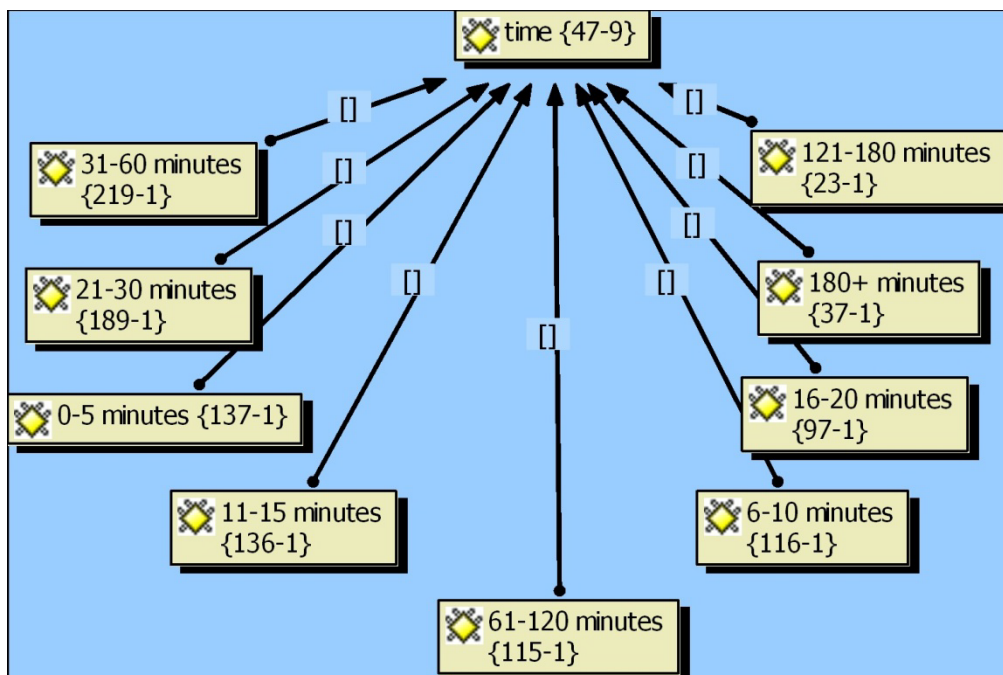 time {47-9}
[]
[]
31-60 minutes
{219-1}
121-180 minutes
{23-1}
[]
[]
[]
[]
21-30 minutes
{189-1}
180+ minutes
{37-1}
[]
[]
[]
0-5 minutes {137-1}
16-20 minutes
{97-1}
11-15 minutes
{136-1}
6-10 minutes
{116-1}
61-120 minutes
{115-1}